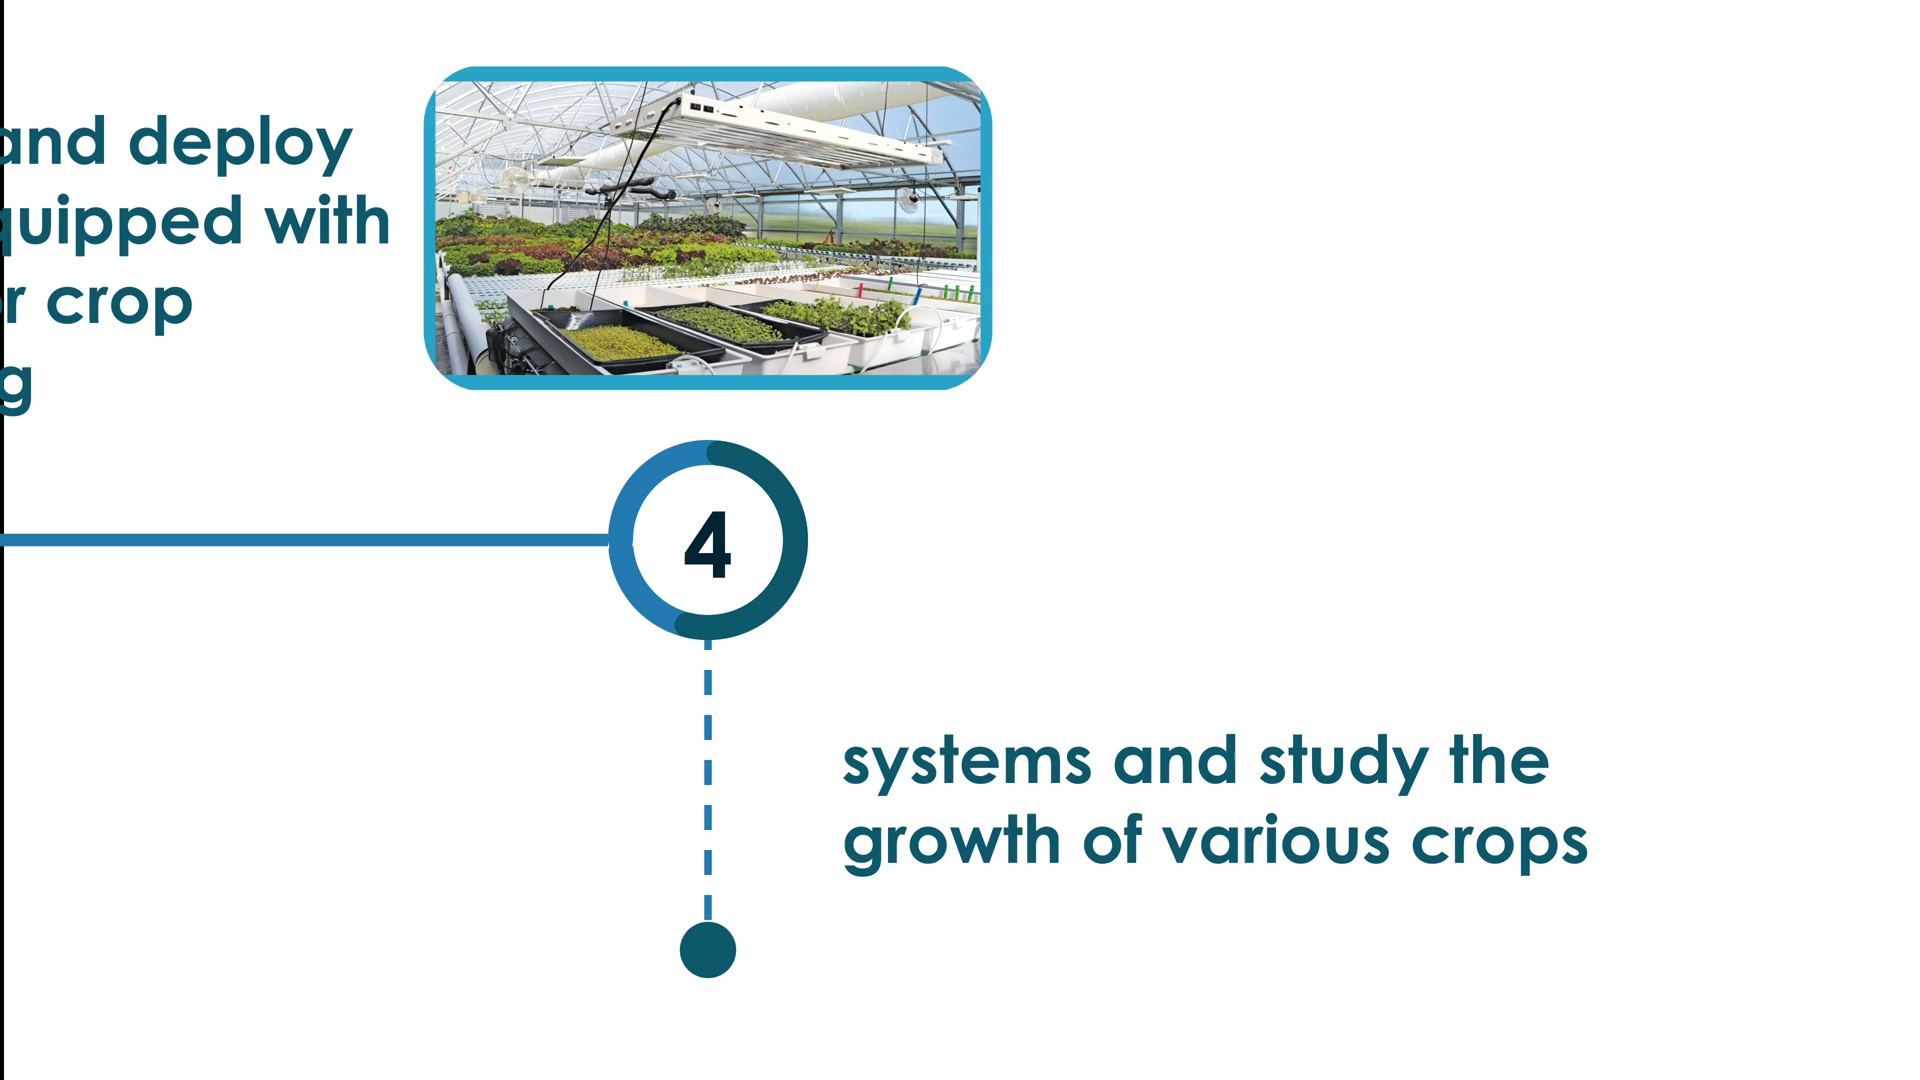 and deploy
quipped with
r crop
g
4
systems and study the
growth of various crops